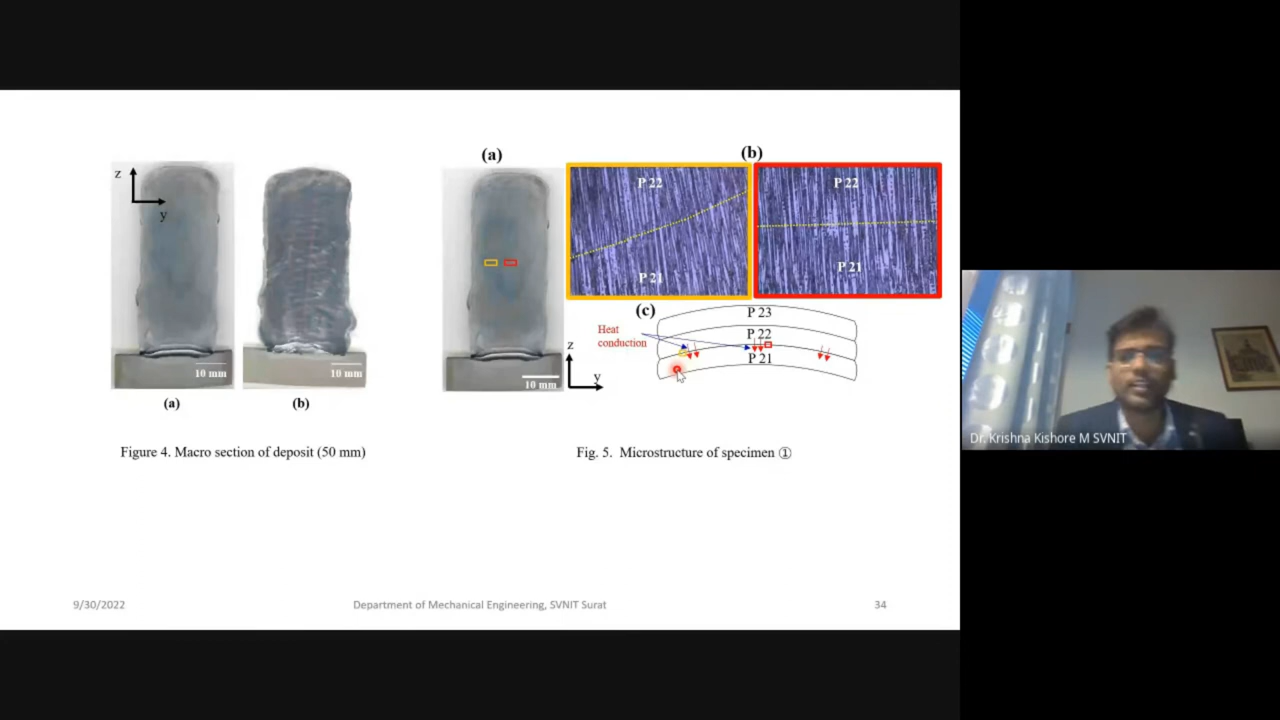 z
y
10 mm
(a)
10 mm
(b)
Figure 4. Macro section of deposit (50 mm)
(a)
10 mm
z
y
(b)
P 22
P 21
P 22
P 21
(c)
Heat
conduction
P 23
P 22
P 21
Fig. 5. Microstructure of specimen ①
9/30/2022
Department of Mechanical Engineering, SVNIT Surat
34
Dr. Krishna Kishore M SVNIT